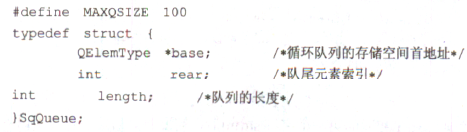 #define MAXQSIZE 100
typedef struct {
QElemType *base; /*循环队列的存储空间首地址*/
int rear; /*队尾元素索引*/
int length; /*队列的长度*/
}SqQueue;